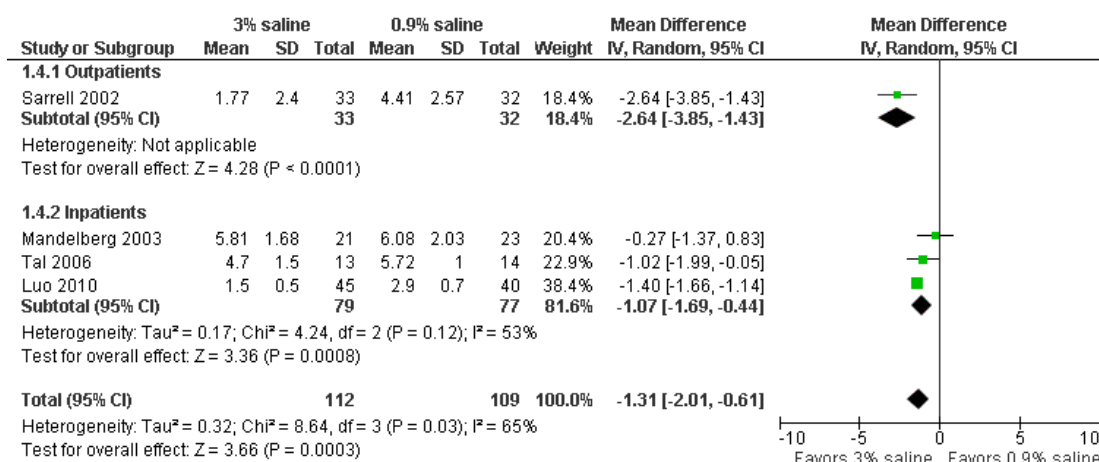 3% saline 0.9% saline Mean Difference Mean Difference
Study or Subgroup Mean SD Total Mean SD Total Weight IV, Random, 95% CI IV, Random, 95% CI
1.4.1 Outpatients
Sarrell 2002 1.77 2.4 33 4.41 2.57 32 18.4% -2.64 [-3.85, -1.43]
Subtotal (95% CI) 33 32 18.4% -2.64 [-3.85, -1.43]
Heterogeneity: Not applicable
Test for overall effect: Z = 4.28 (P < 0.0001)
1.4.2 Inpatients
Mandelberg 2003 5.81 1.68 21 6.08 2.03 23 20.4% -0.27 [-1.37, 0.83]
Tal 2006 4.7 1.5 13 5.72 1 14 22.9% -1.02 [-1.99, -0.05]
Luo 2010 1.5 0.5 45 2.9 0.7 40 38.4% -1.40 [-1.66, -1.14]
Subtotal (95% CI) 79 77 81.6% -1.07 [-1.69, -0.44]
Heterogeneity: Tau² = 0.17; Chi² = 4.24, df = 2 (P = 0.12); I² = 53%
Test for overall effect: Z = 3.36 (P = 0.0008)
Total (95% CI) 112 109 100.0% -1.31 [-2.01, -0.61]
Heterogeneity: Tau² = 0.32; Chi² = 8.64, df = 3 (P = 0.03); I² = 65%
Test for overall effect: Z = 3.66 (P = 0.0003)
-10 -5 0 5 10
Favors 3% saline Favors 0.9% saline